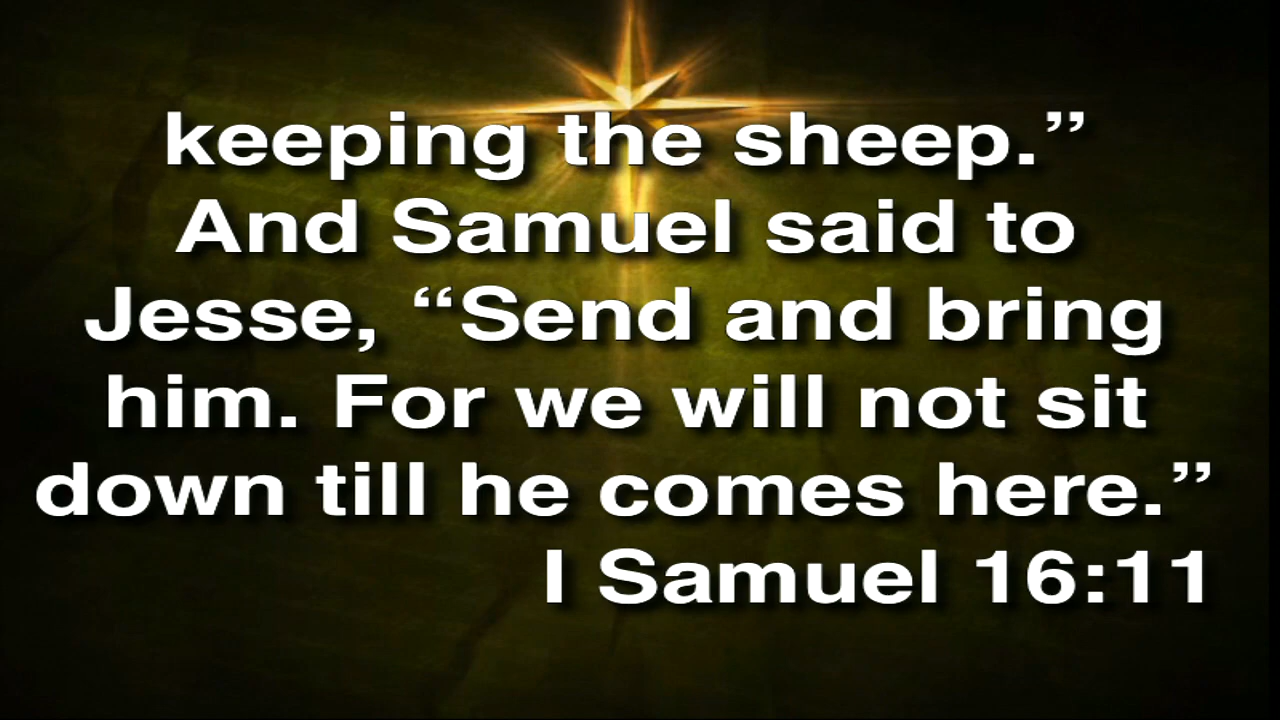 keeping the sheep.”
And Samuel said to
Jesse, “Send and bring
him. For we will not sit
down till he comes here.”
I Samuel 16:11